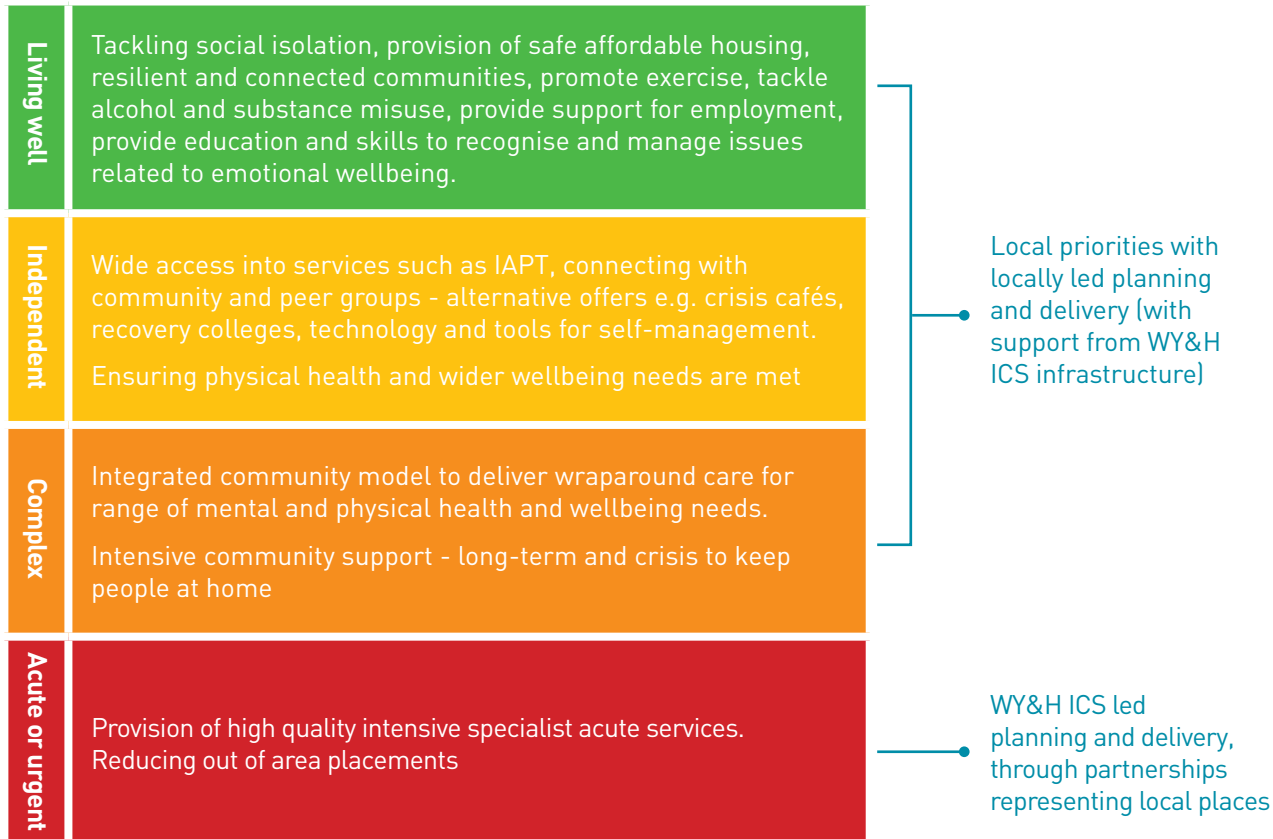 Living well
Tackling social isolation, provision of safe affordable housing,
resilient and connected communities, promote exercise, tackle
alcohol and substance misuse, provide support for employment,
provide education and skills to recognise and manage issues
related to emotional wellbeing.
Independent
Wide access into services such as IAPT, connecting with
community and peer groups - alternative offers e.g. crisis cafés,
recovery colleges, technology and tools for self-management.
Ensuring physical health and wider wellbeing needs are met
Complex
Integrated community model to deliver wraparound care for
range of mental and physical health and wellbeing needs.
Intensive community support - long-term and crisis to keep
people at home
Local priorities with
locally led planning
and delivery (with
support from WY&H
ICS infrastructure)
Acute or urgent
Provision of high quality intensive specialist acute services.
Reducing out of area placements
WY&H ICS led
planning and delivery,
through partnerships
representing local places